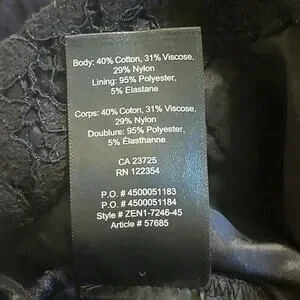 Body: 40% Cotton, 31% Viscose,
29% Nylon
Lining: 95% Polyester,
5% Elastane
Corps: 40% Coton, 31% Viscose,
29% Nylon
Doublure: 95% Polyester,
5% Élasthanne
CA 23725
RN 122354
P.O. # 4500051183
P.O. # 4500051184
Style # ZEN1-7246-45
Article # 57685